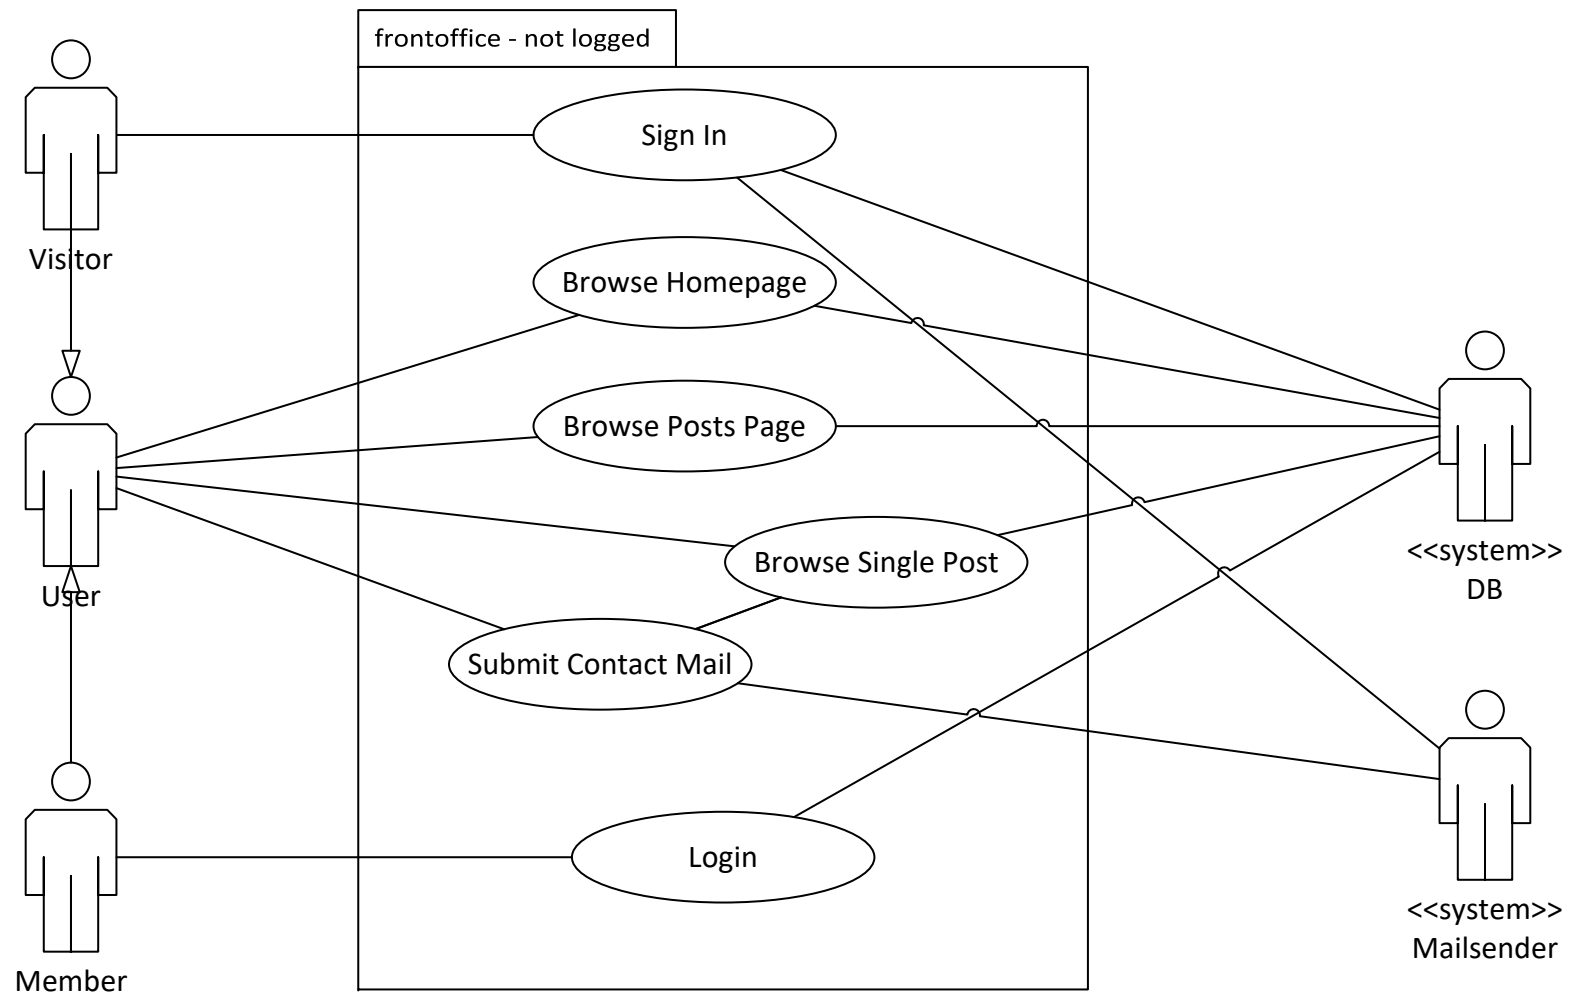 frontoffice - not logged
Sign In
Visitor
Browse Homepage
Browse Posts Page
Browse Single Post
<<system>>
DB
User
Submit Contact Mail
Login
<<system>>
Mailsender
Member